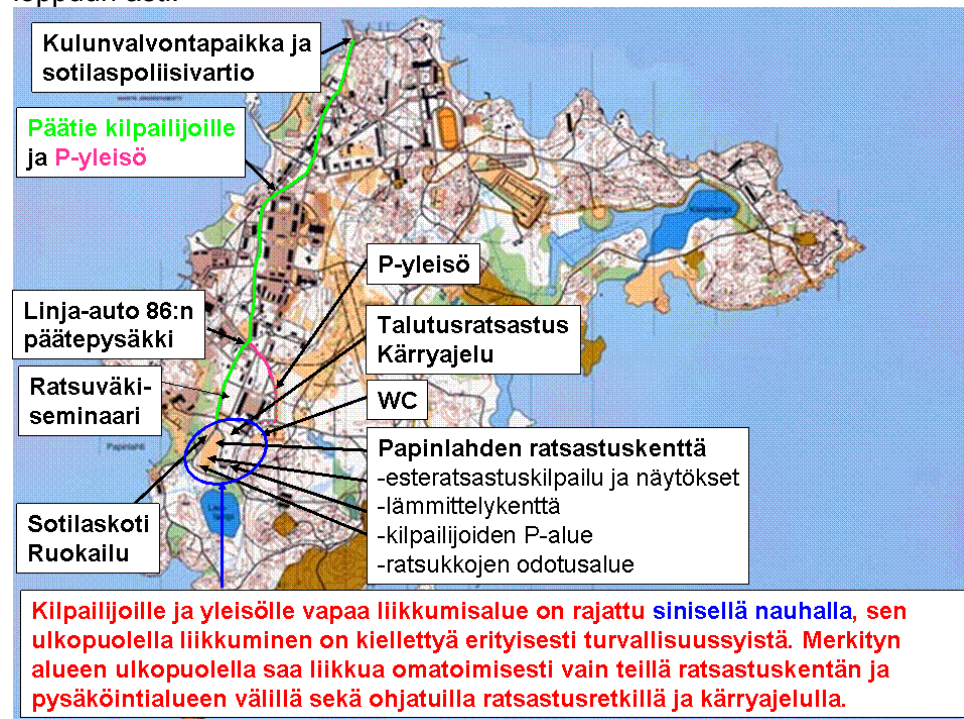 loppuun asti.
Kulunvalvontapaikka ja
sotilaspoliisivartio
Päätie kilpailijoille
ja P-yleisö
P-yleisö
Linja-auto 86:n
päätepysäkki
Talutusratsastus
Kärryajelu
Ratsuväki-
seminaari
WC
Papinlahti
Papinlahden ratsastuskenttä
-esteratsastuskilpailu ja näytökset
-lämmittelykenttä
-kilpailijoiden P-alue
-ratsukkojen odotusalue
Sotilaskoti
Ruokailu
Kilpailijoille ja yleisölle vapaa liikkumisalue on rajattu sinisellä nauhalla, sen
ulkopuolella liikkuminen on kiellettyä erityisesti turvallisuussyistä. Merkityn
alueen ulkopuolella saa liikkua omatoimisesti vain teillä ratsastuskentän ja
pysäköintialueen välillä sekä ohjatuilla ratsastusretkillä ja kärryajelulla.